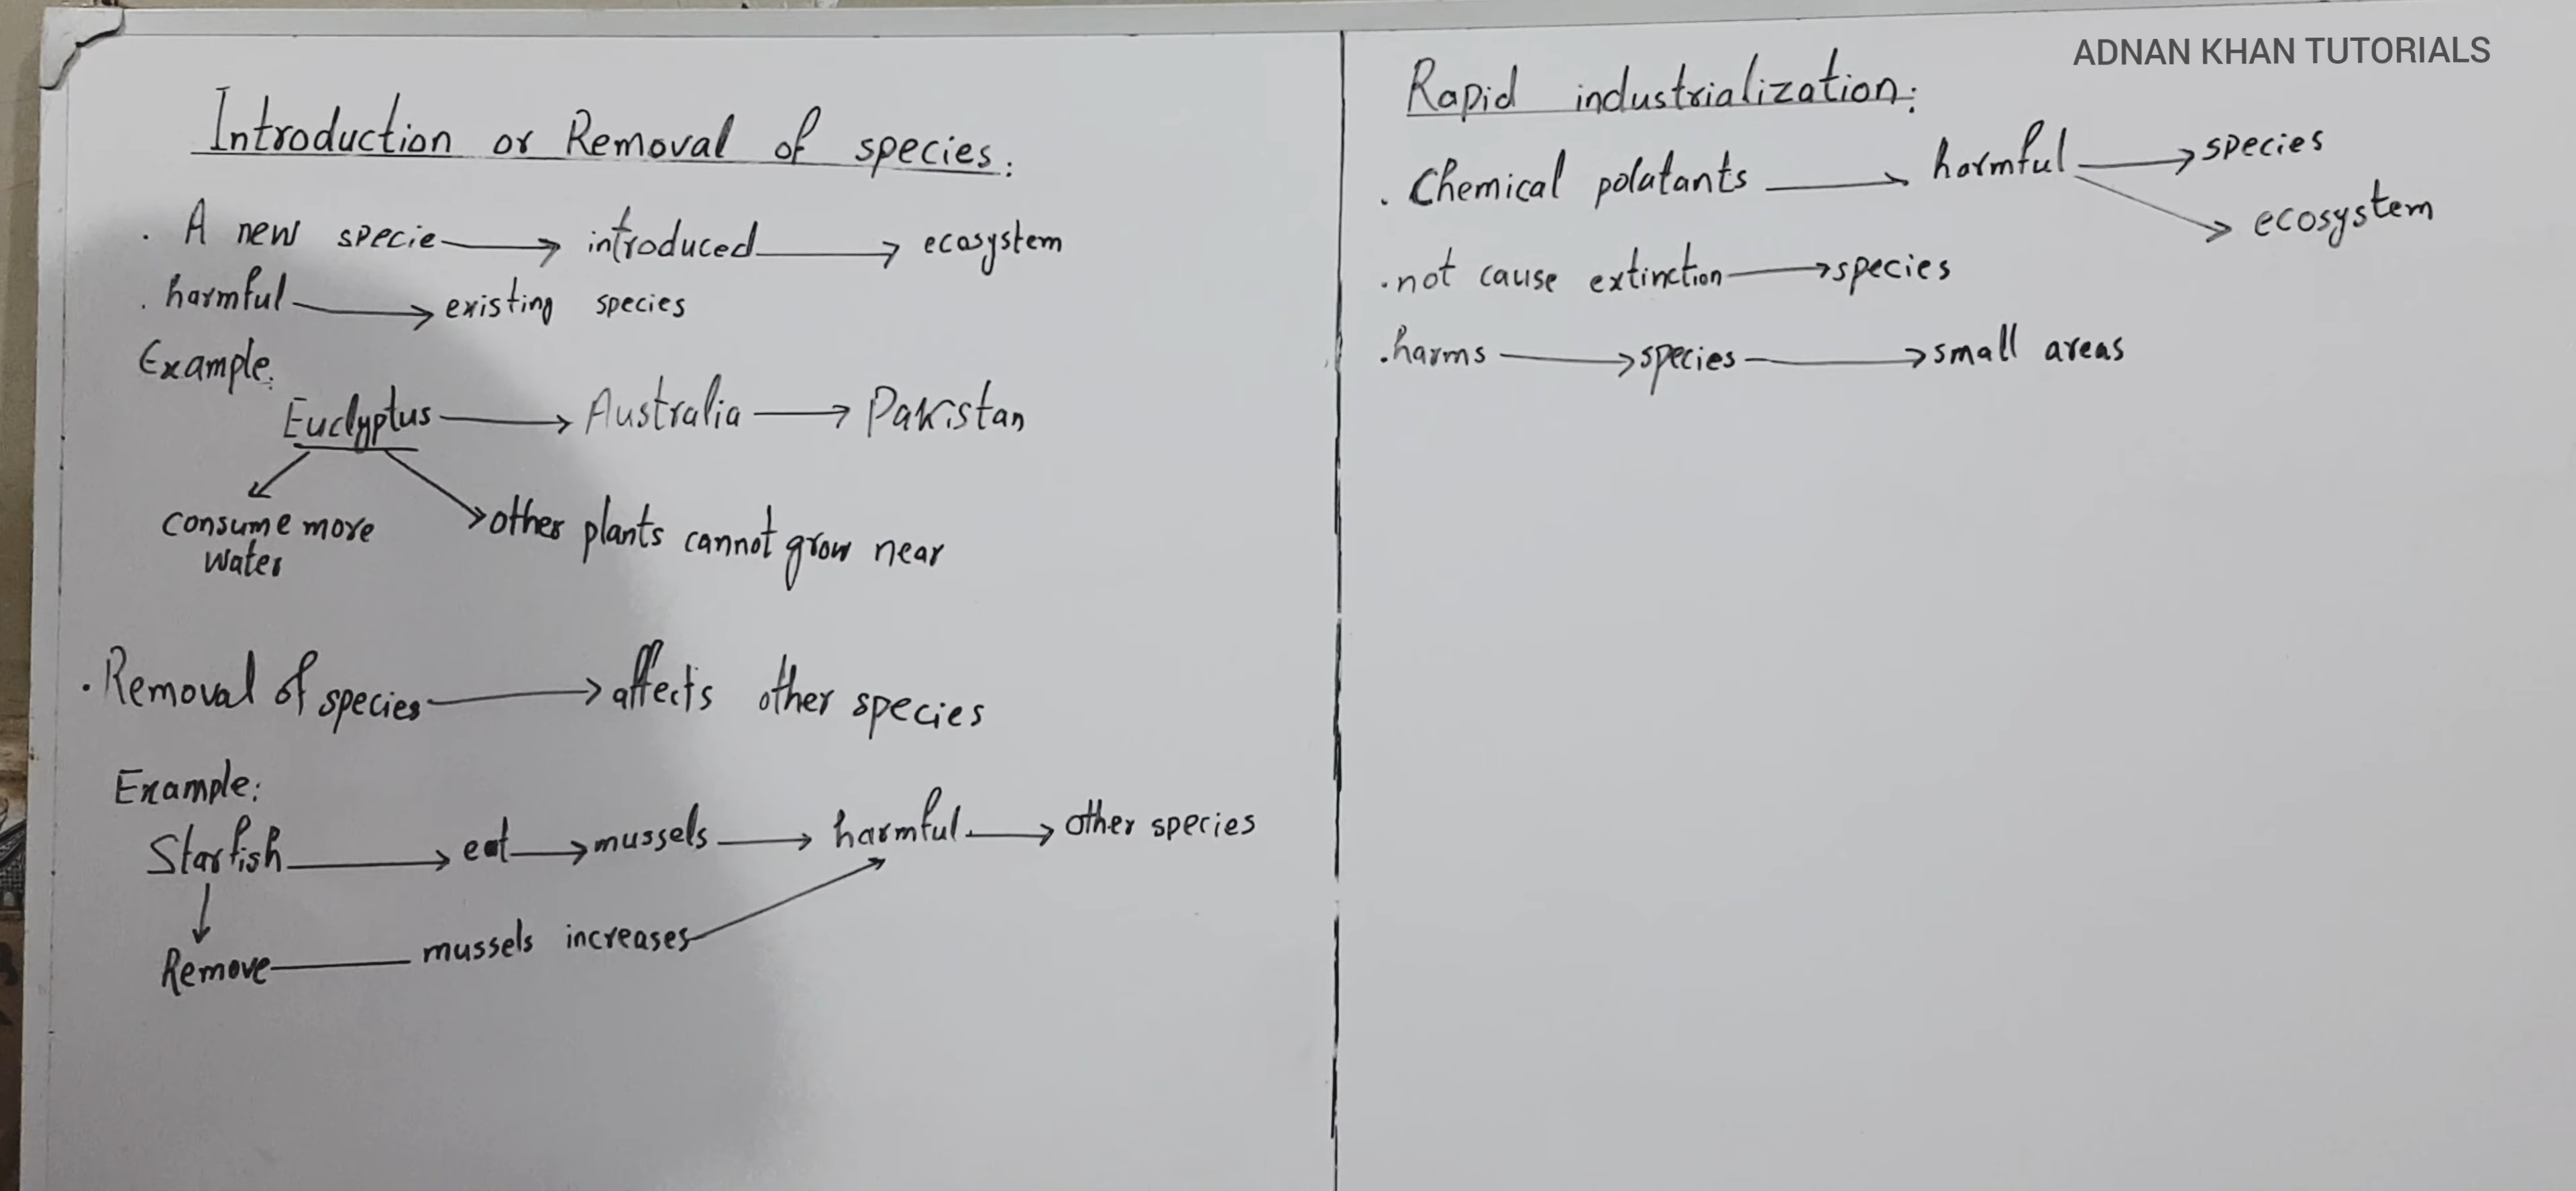 ADNAN KHAN TUTORIALS
Introduction or Removal of species:
. A new specie → introduced → ecosystem
. harmful → existing species
Example:
Euclyptus → Australia → Pakistan
consume more
water
other plants cannot grow near
. Removal of species → affects other species
Example:
Starfish → eat → mussels → harmful → other species
Remove — mussels increases
Rapid industrialization:
. Chemical polutants → harmful → species
→ ecosystem
. not cause extinction → species
. harms → species → small areas